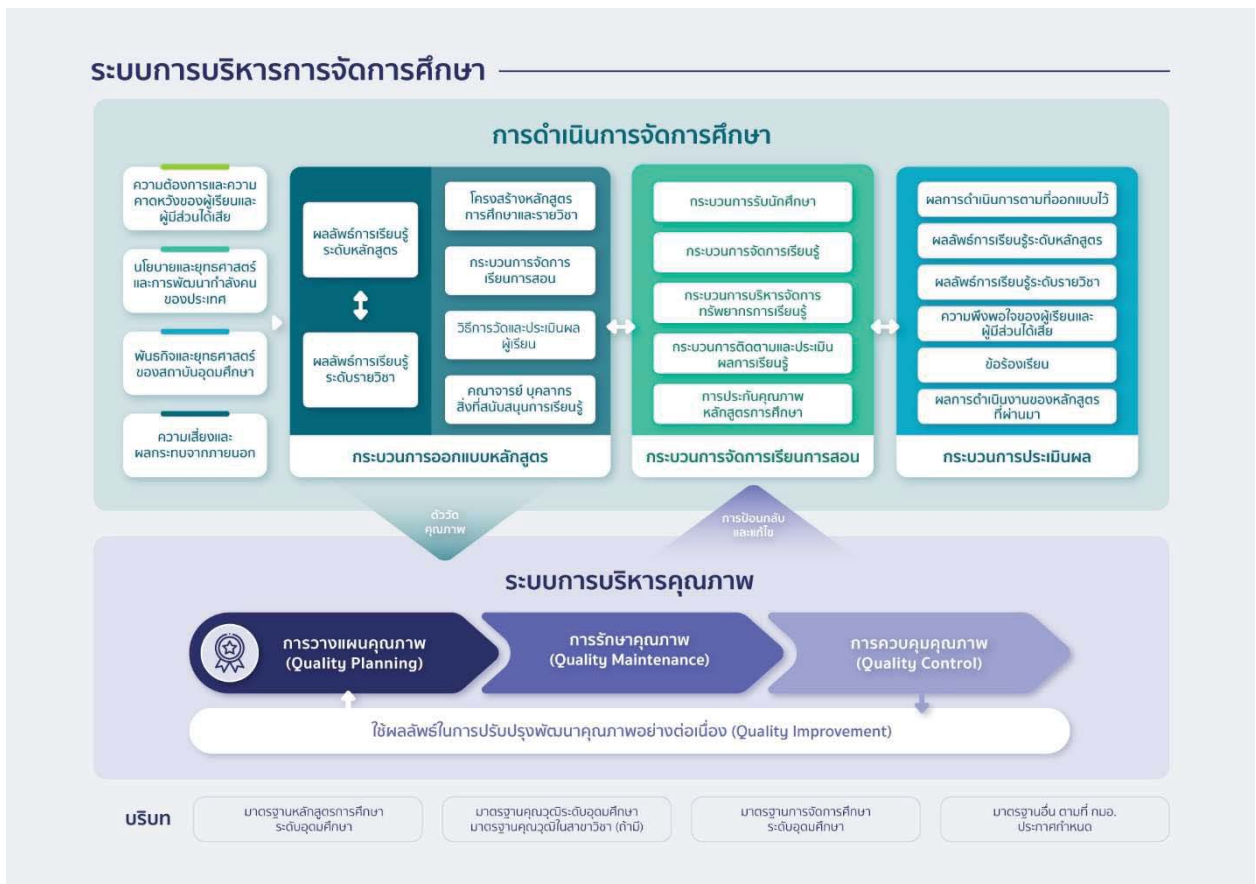 ระบบการบริหารการจัดการศึกษา
การดำเนินการจัดการศึกษา
ความต้องการและความ
คาดหวังของผู้เรียนและ
ผู้มีส่วนได้เสีย
นโยบายและยุทธศาสตร์
และการพัฒนากำลังคน
ของประเทศ
พันธกิจและยุทธศาสตร์
ของสถาบันอุดมศึกษา
ความเสี่ยงและ
ผลกระทบจากภายนอก
ผลลัพธ์การเรียนรู้
ระดับหลักสูตร
ผลลัพธ์การเรียนรู้
ระดับรายวิชา
โครงสร้างหลักสูตร
การศึกษาและรายวิชา
กระบวนการจัดการ
เรียนการสอน
วิธีการวัดและประเมินผล
ผู้เรียน
คณาจารย์ บุคลากร
สิ่งที่สนับสนุนการเรียนรู้
กระบวนการออกแบบหลักสูตร
กระบวนการรับนักศึกษา
กระบวนการจัดการเรียนรู้
กระบวนการบริหารจัดการ
ทรัพยากรการเรียนรู้
กระบวนการติดตามและประเมิน
ผลการเรียนรู้
การประกันคุณภาพ
หลักสูตรการศึกษา
กระบวนการจัดการเรียนการสอน
ผลการดำเนินการตามที่ออกแบบไว้
ผลลัพธ์การเรียนรู้ระดับหลักสูตร
ผลลัพธ์การเรียนรู้ระดับรายวิชา
ความพึงพอใจของผู้เรียนและ
ผู้มีส่วนได้เสีย
ข้อร้องเรียน
ผลการดำเนินงานของหลักสูตร
ที่ผ่านมา
กระบวนการประเมินผล
ตัววัด
คุณภาพ
การป้อนกลับ
และแก้ไข
ระบบการบริหารคุณภาพ
การวางแผนคุณภาพ
(Quality Planning)
การรักษาคุณภาพ
(Quality Maintenance)
การควบคุมคุณภาพ
(Quality Control)
ใช้ผลลัพธ์ในการปรับปรุงพัฒนาคุณภาพอย่างต่อเนื่อง (Quality Improvement)
บริบท
มาตรฐานหลักสูตรการศึกษา
ระดับอุดมศึกษา
มาตรฐานคุณวุฒิระดับอุดมศึกษา
มาตรฐานคุณวุฒิในสาขาวิชา (ถ้ามี)
มาตรฐานการจัดการศึกษา
ระดับอุดมศึกษา
มาตรฐานอื่น ตามที่ กมอ.
ประกาศกำหนด